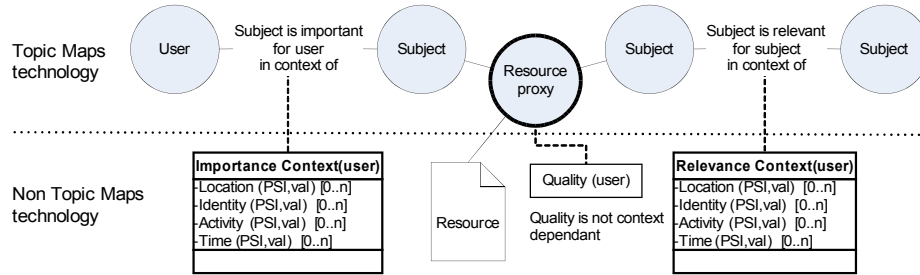 Topic Maps
technology
User
Subject is important
for user
in context of
Subject
Resource
proxy
Subject
Subject is relevant
for subject
in context of
Subject
Non Topic Maps
technology
Importance Context(user)
-Location (PSI,val) [0..n]
-Identity (PSI,val) [0..n]
-Activity (PSI,val) [0..n]
-Time (PSI,val) [0..n]
Resource
Quality (user)
Quality is not context
dependant
Relevance Context(user)
-Location (PSI,val) [0..n]
-Identity (PSI,val) [0..n]
-Activity (PSI,val) [0..n]
-Time (PSI,val) [0..n]